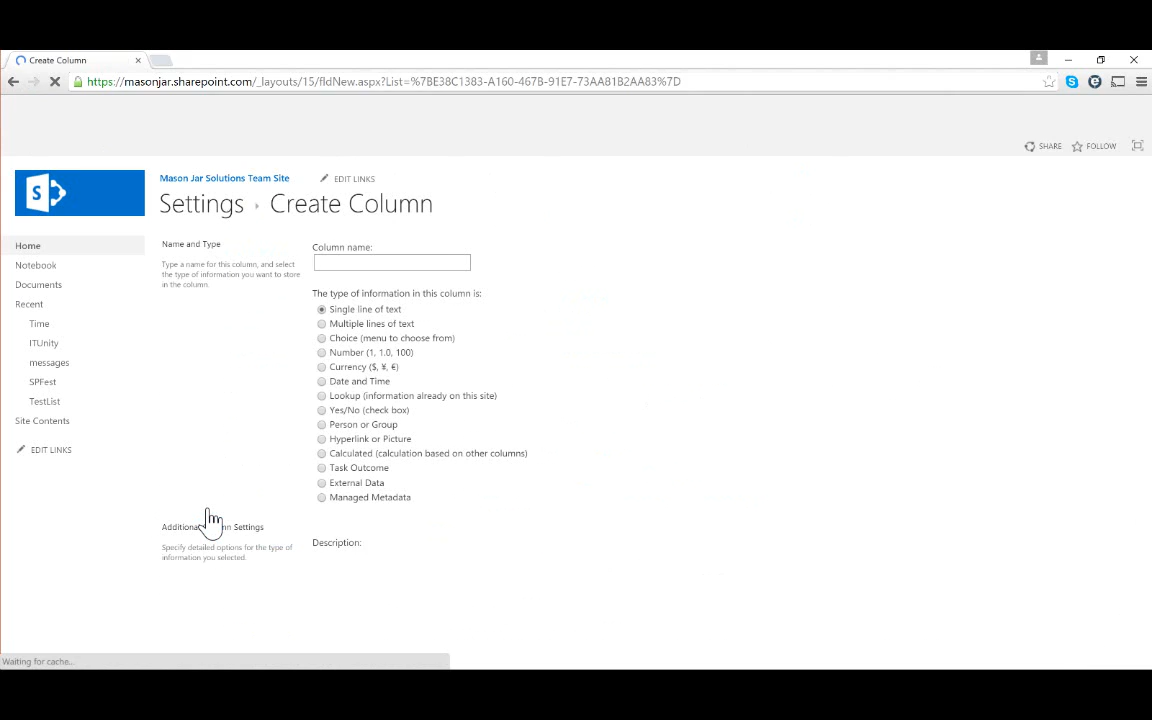 Create Column
https://masonjar.sharepoint.com/_layouts/15/fldNew.aspx?List=%7BE38C1383-A160-467B-91E7-73AA81B2AA83%7D
SHARE FOLLOW
Mason Jar Solutions Team Site EDIT LINKS
Settings Create Column
Home
Notebook
Documents
Recent
Time
ITUnity
messages
SPFest
TestList
Site Contents
EDIT LINKS
Name and Type
Type a name for this column, and select
the type of information you want to store
in the column.
Column name:
The type of information in this column is:
Single line of text
Multiple lines of text
Choice (menu to choose from)
Number (1, 1.0, 100)
Currency ($, ¥, €)
Date and Time
Lookup (information already on this site)
Yes/No (check box)
Person or Group
Hyperlink or Picture
Calculated (calculation based on other columns)
Task Outcome
External Data
Managed Metadata
Additional Column Settings
Specify detailed options for the type of
information you selected.
Description:
Waiting for cache...